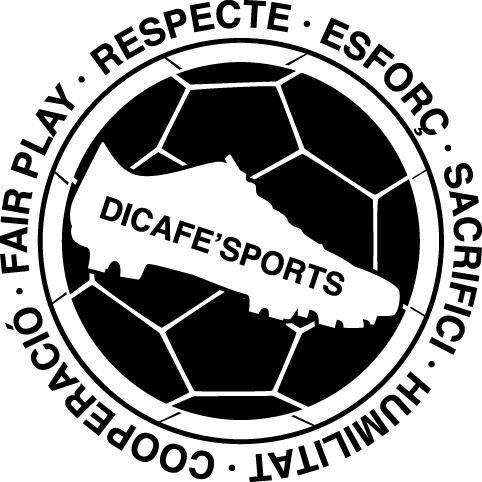 FAIR PLAY · RESPECTE · ESFORÇ · SACRIFICI · HUMILITAT · COOPERACIÓ ·
DICAFE'SPORTS